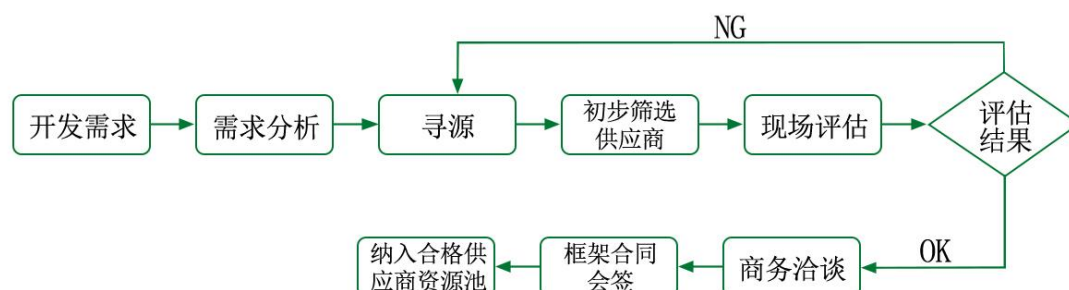 NG
开发需求
需求分析
寻源
初步筛选
供应商
现场评估
评估
结果
OK
商务洽谈
框架合同
会签
纳入合格供
应商资源池